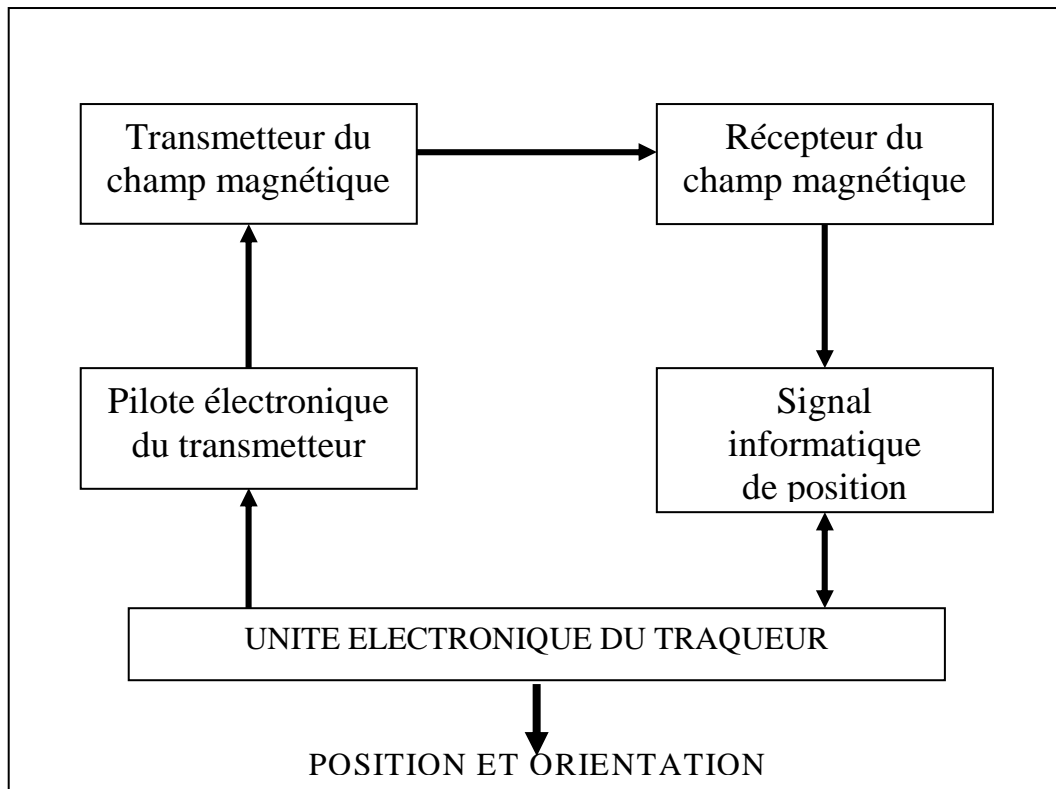 Transmetteur du
champ magnétique
Récepteur du
champ magnétique
Pilote électronique
du transmetteur
Signal
informatique
de position
UNITE ELECTRONIQUE DU TRAQUEUR
POSITION ET ORIENTATION